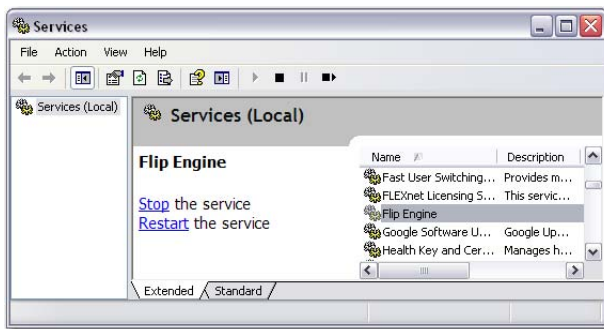 Services
File Action View Help
Services (Local)
Services (Local)
Flip Engine
Stop the service
Restart the service
Name Description
Fast User Switching... Provides m...
FLEXnet Licensing S... This servic...
Flip Engine
Google Software U... Google Up...
Health Key and Cer... Manages h...
Extended Standard